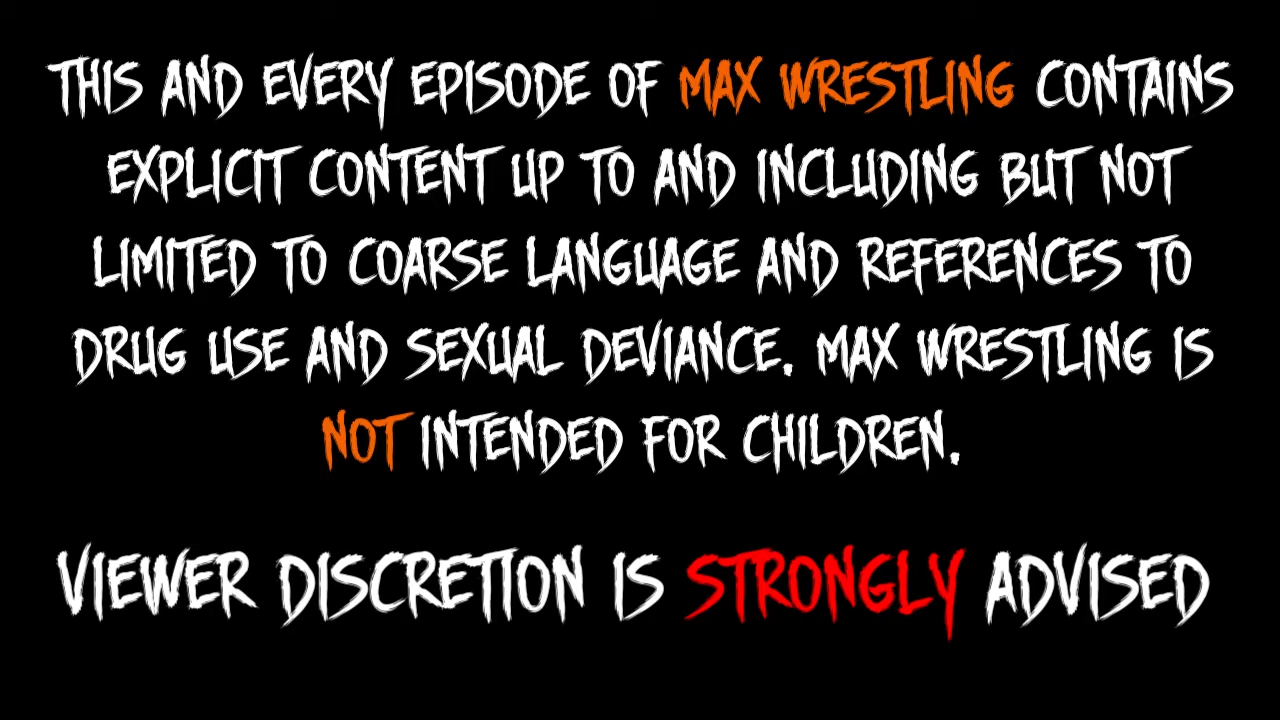 THIS AND EVERY EPISODE OF MAX WRESTLING CONTAINS
EXPLICIT CONTENT UP TO AND INCLUDING BUT NOT
LIMITED TO COARSE LANGUAGE AND REFERENCES TO
DRUG USE AND SEXUAL DEVIANCE. MAX WRESTLING IS
NOT INTENDED FOR CHILDREN.
VIEWER DISCRETION IS STRONGLY ADVISED